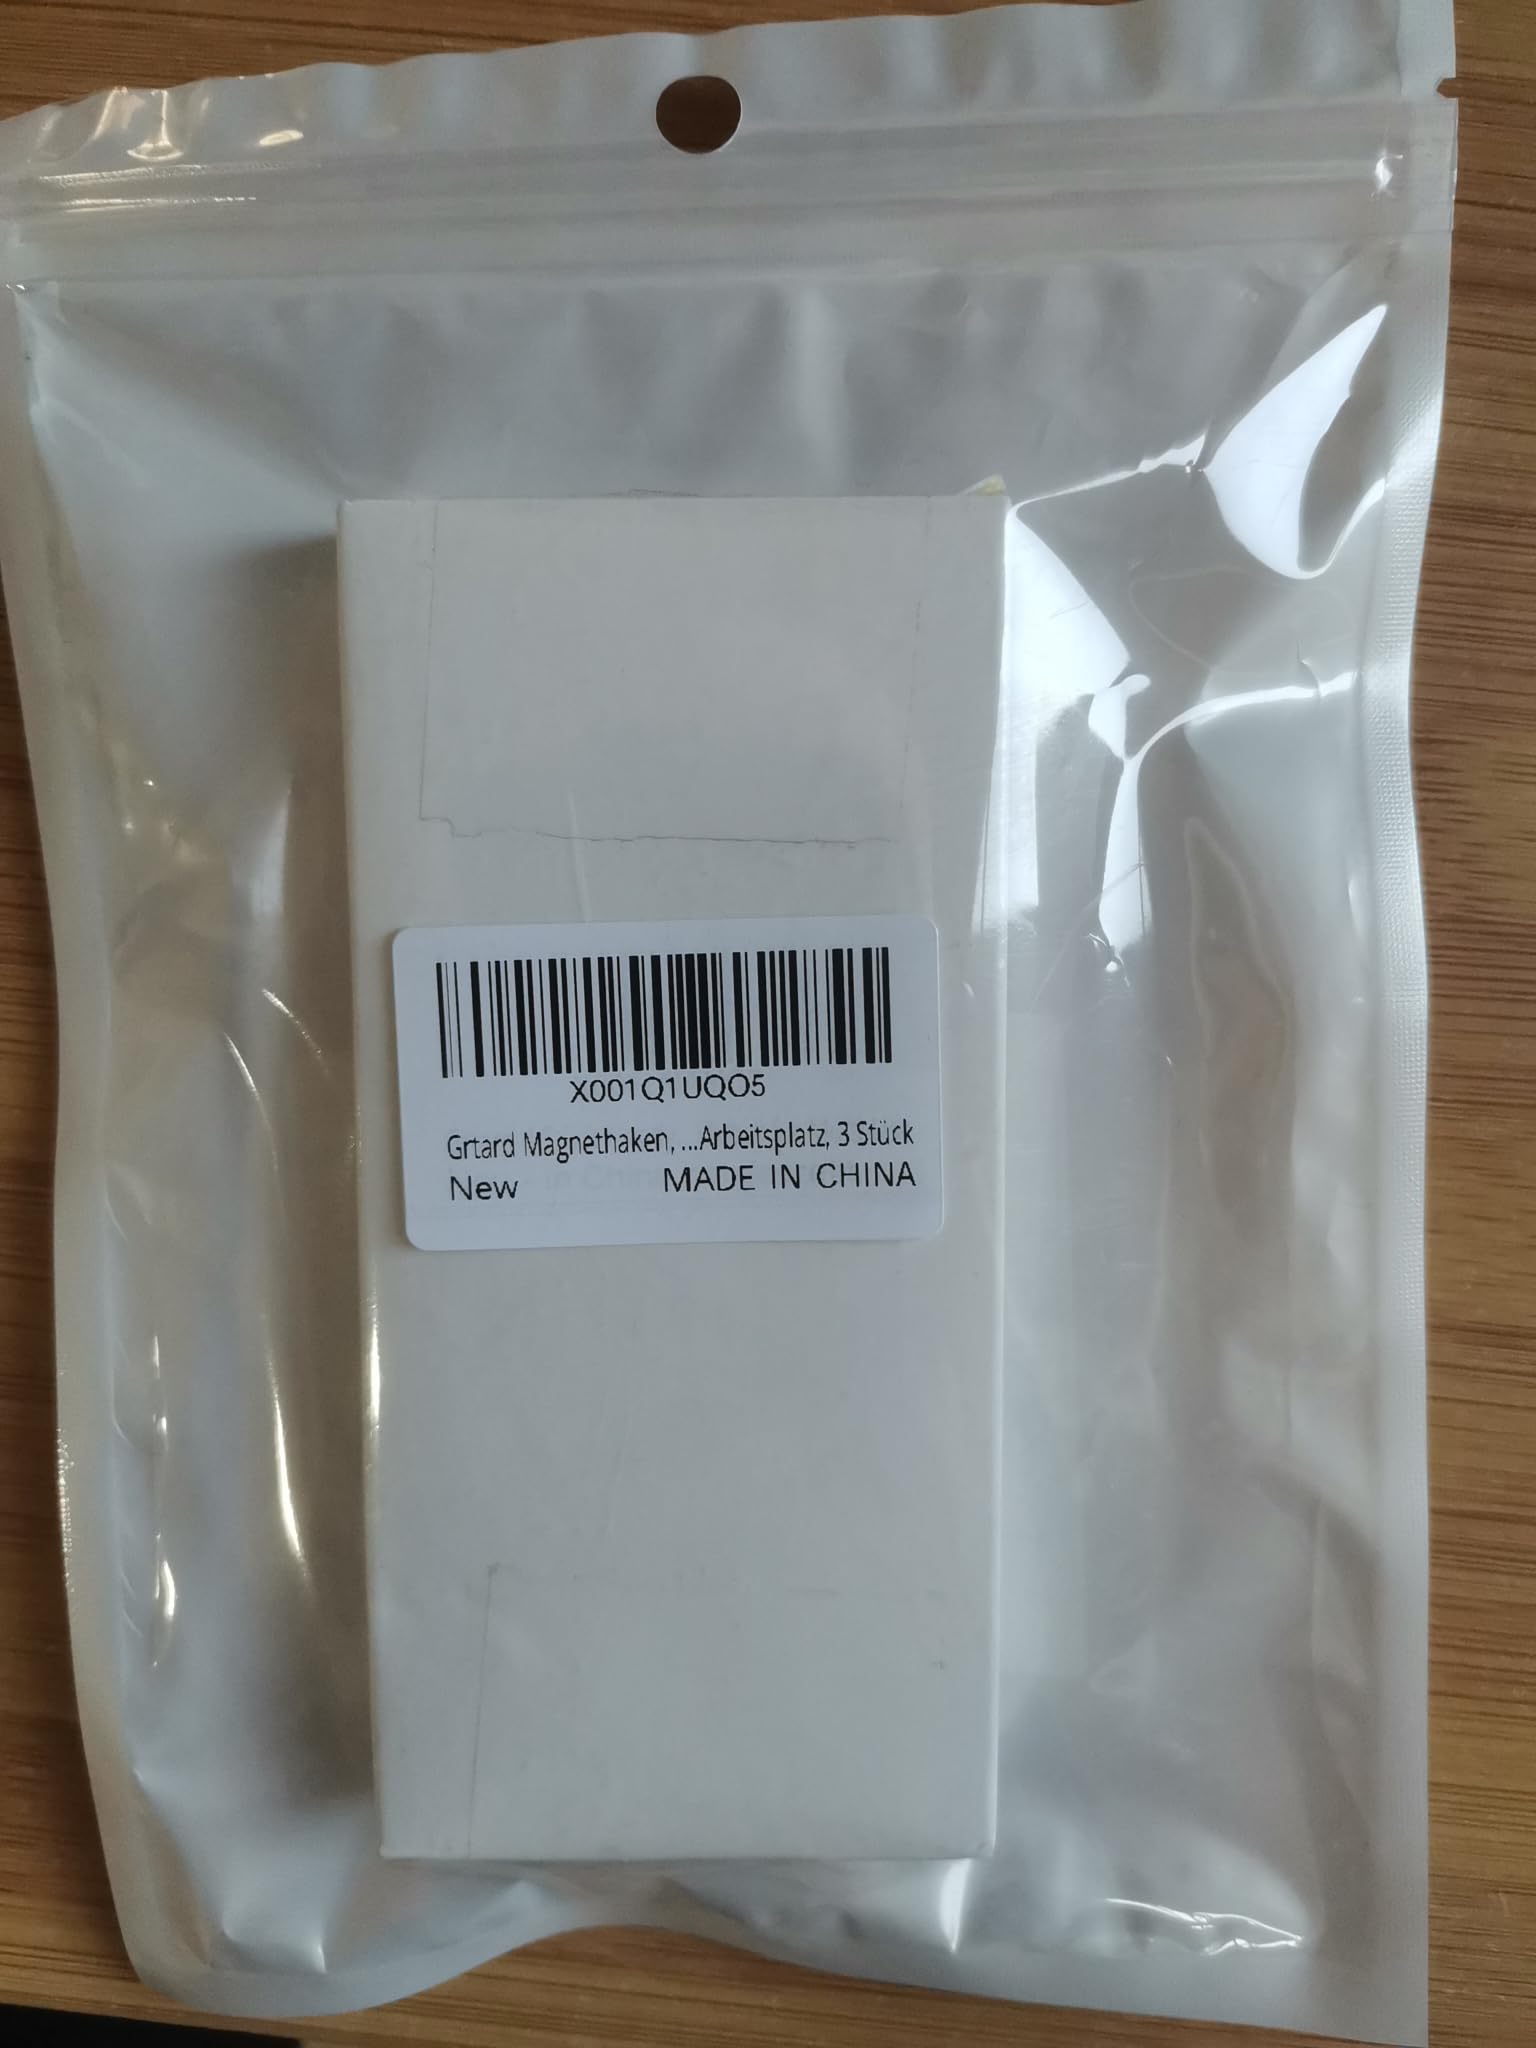 X001Q1UQO5
Grtard Magnethaken, ...Arbeitsplatz, 3 Stück
New MADE IN CHINA